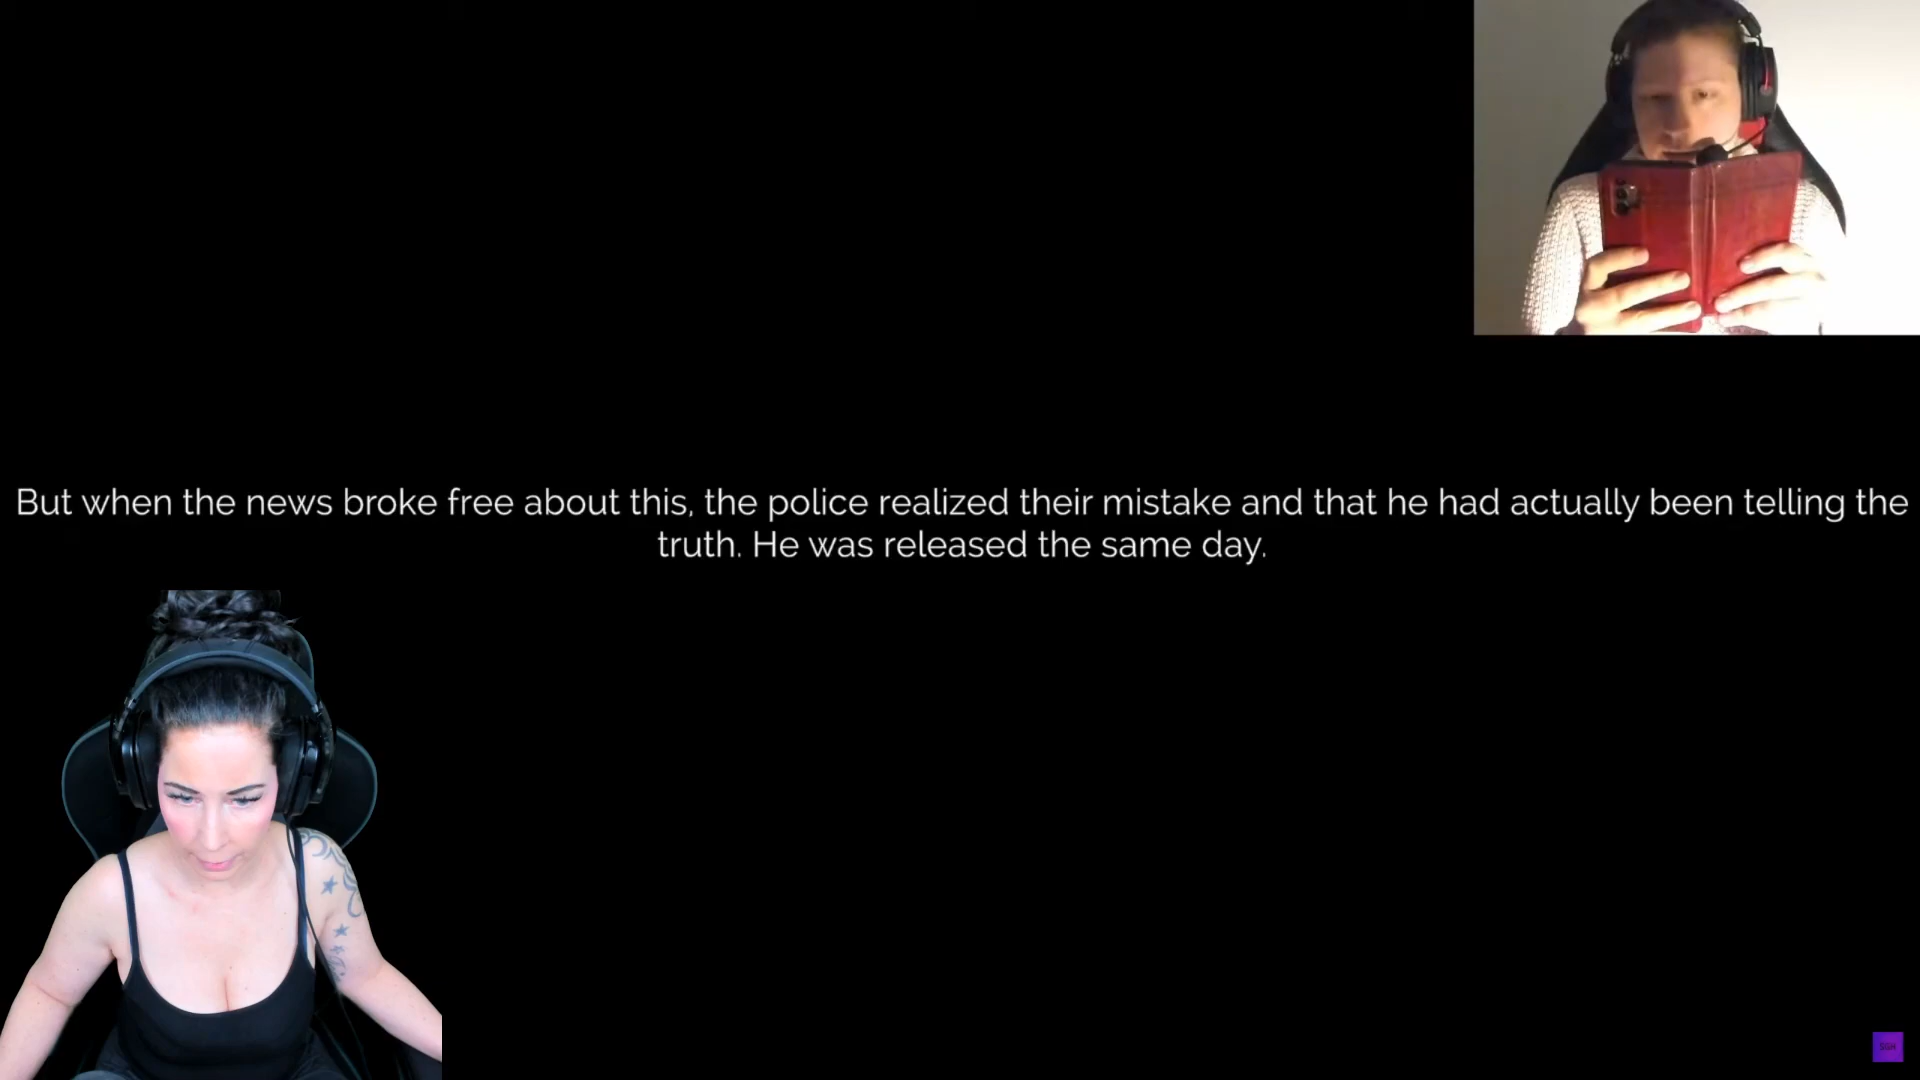 But when the news broke free about this, the police realized their mistake and that he had actually been telling the
truth. He was released the same day.
SGH